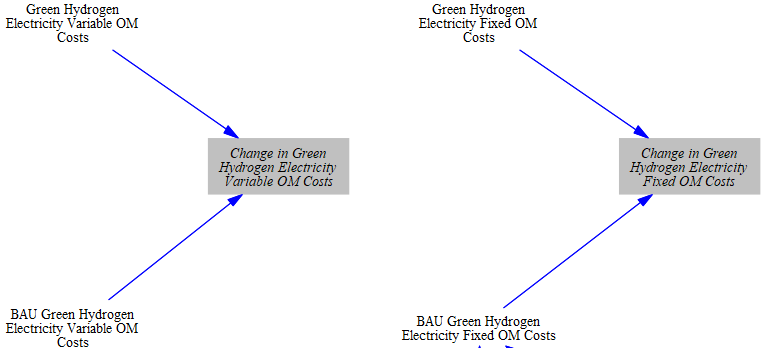 Green Hydrogen
Electricity Variable OM
Costs
Green Hydrogen
Electricity Fixed OM
Costs
Change in Green
Hydrogen Electricity
Variable OM Costs
Change in Green
Hydrogen Electricity
Fixed OM Costs
BAU Green Hydrogen
Electricity Variable OM
Costs
BAU Green Hydrogen
Electricity Fixed OM Costs